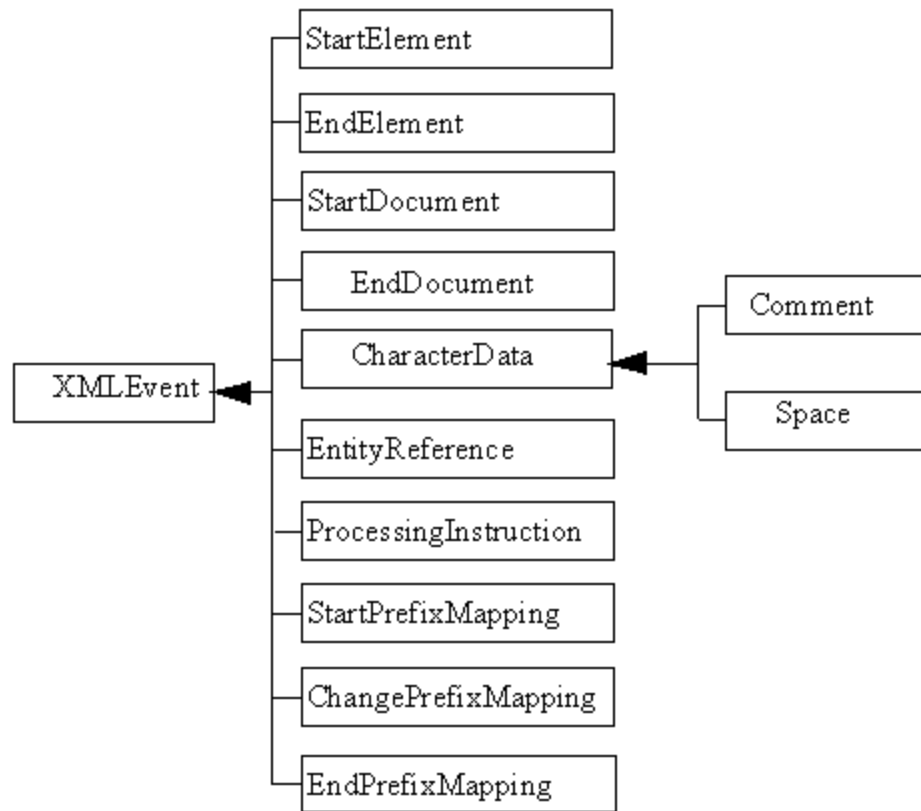 StartElement
EndElement
StartDocument
EndDocument
Comment
CharacterData
XMLEvent
Space
EntityReference
ProcessingInstruction
StartPrefixMapping
ChangePrefixMapping
EndPrefixMapping